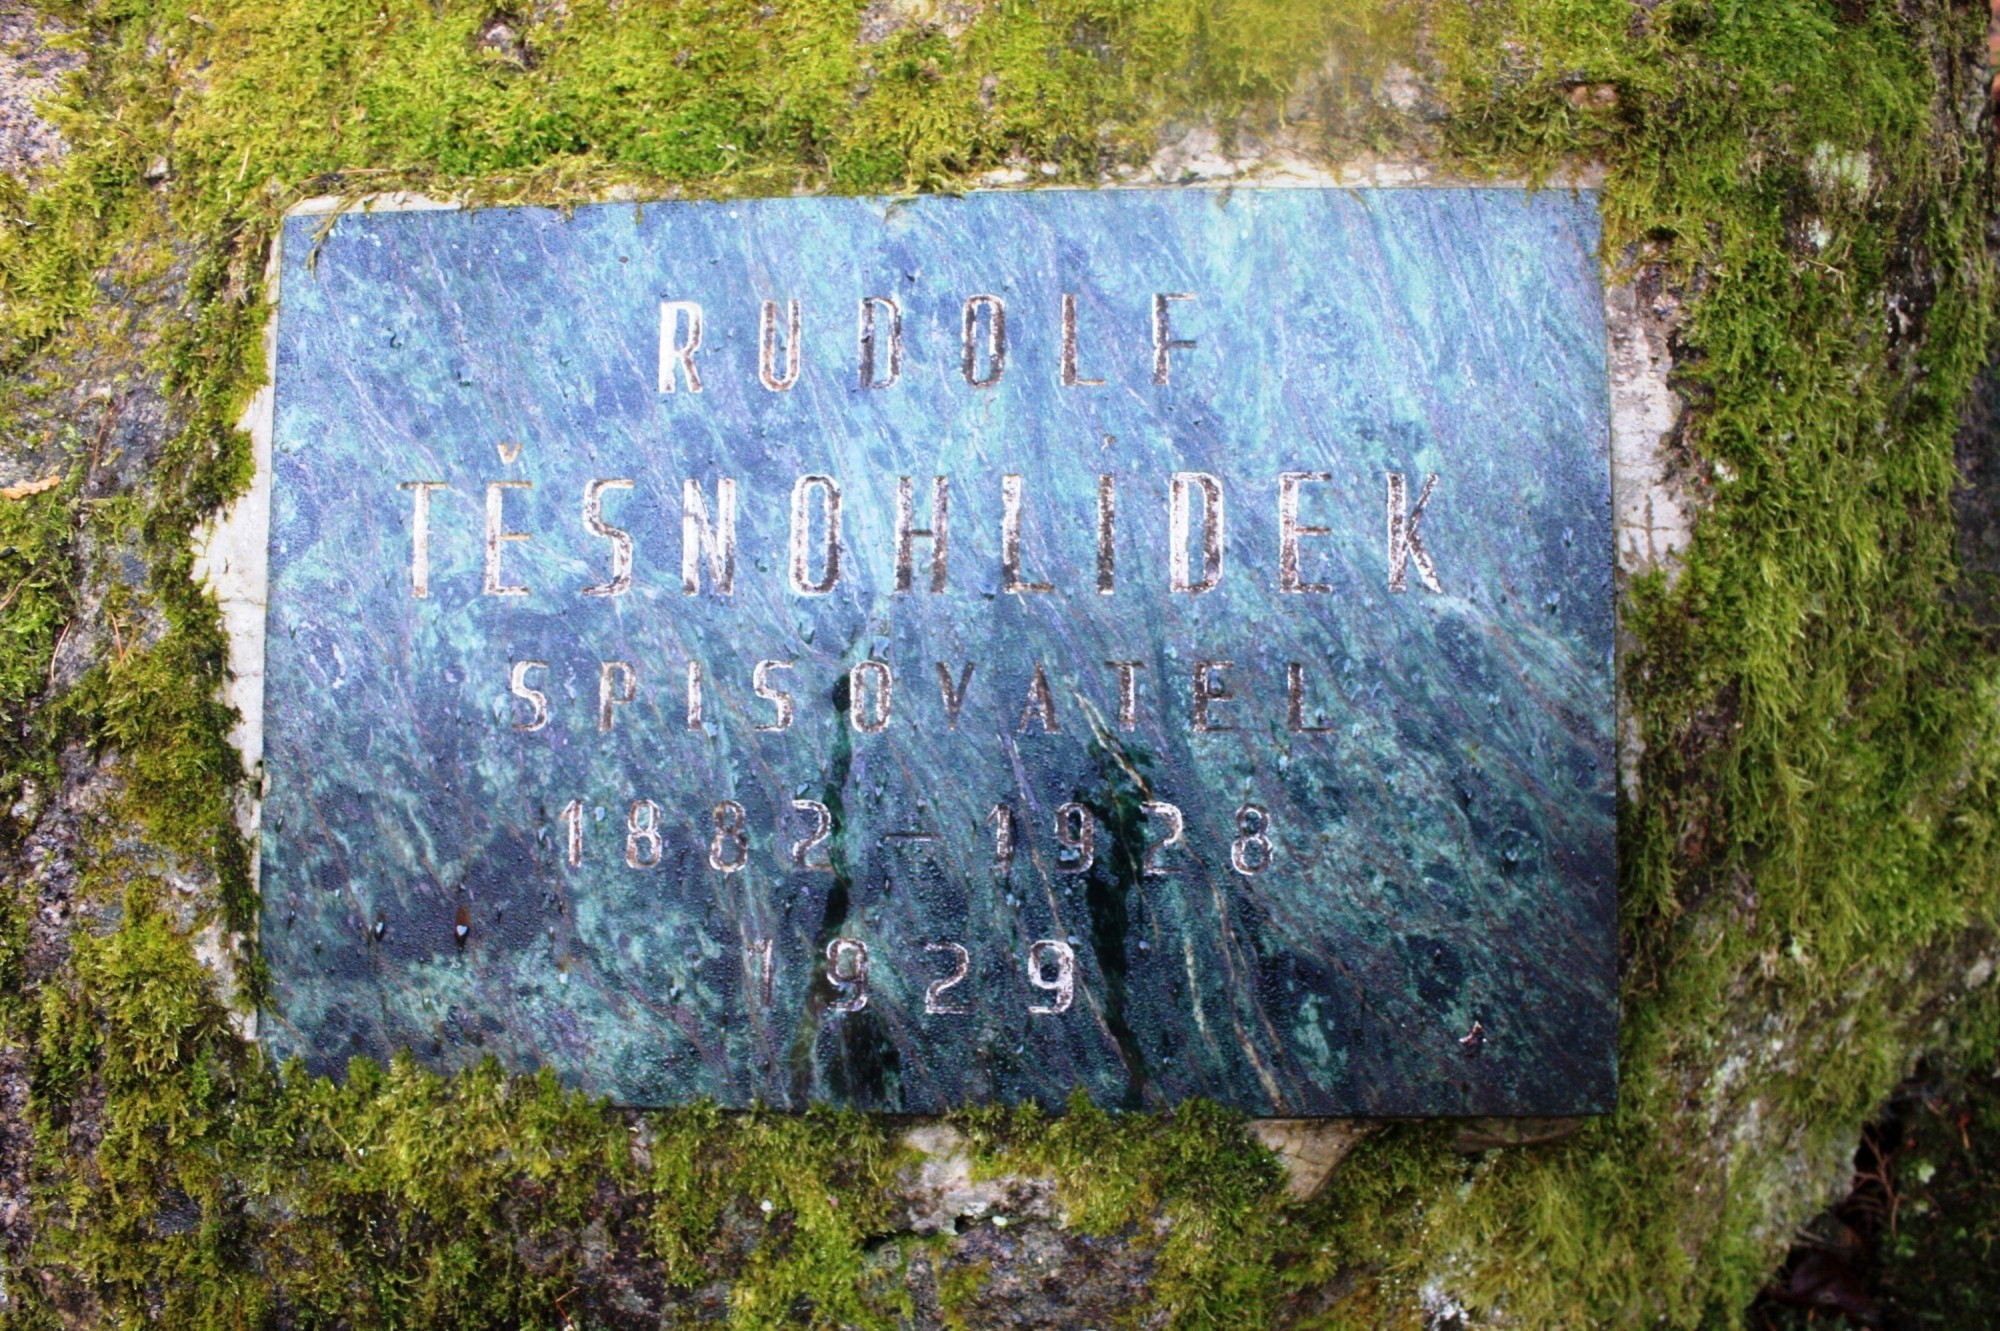 RUDOLF
TĚSNOHLÍDEK
SPISOVATEL
1882 – 1928
1929